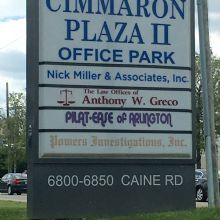 CIMMARON
PLAZA II
OFFICE PARK
Nick Miller & Associates, Inc.
The Law Offices of
Anthony W. Greco
PILAT-EASE OF ARLINGTON
Powers Investigations, Inc.
6800-6850 CAINE RD